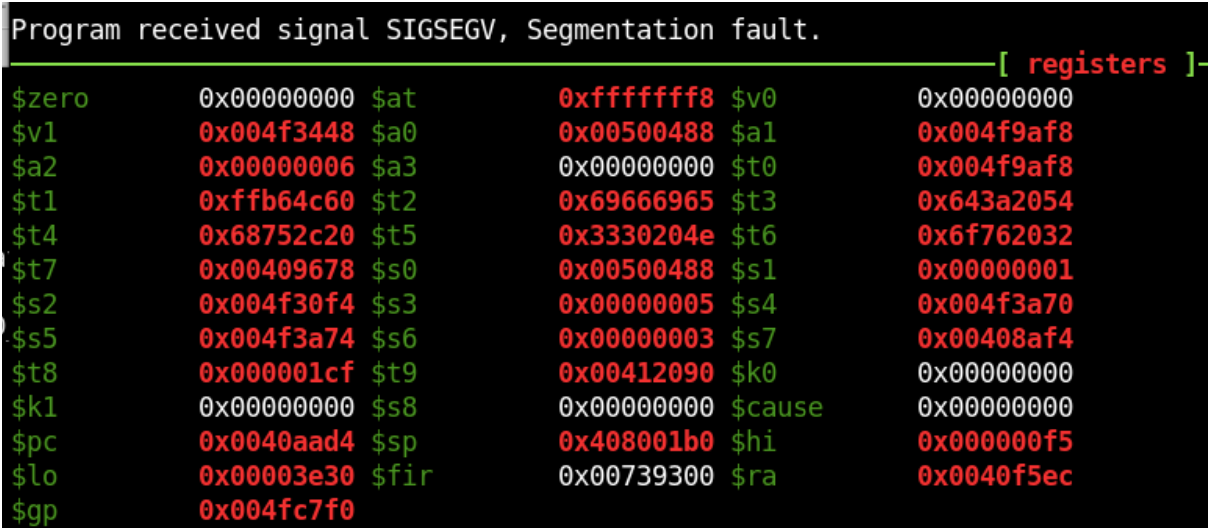 Program received signal SIGSEGV, Segmentation fault.
[ registers ]
$zero 0x00000000 $at 0xfffffff8 $v0 0x00000000
$v1 0x004f3448 $a0 0x00500488 $a1 0x004f9af8
$a2 0x00000006 $a3 0x00000000 $t0 0x004f9af8
$t1 0xffb64c60 $t2 0x69666965 $t3 0x643a2054
$t4 0x68752c20 $t5 0x3330204e $t6 0x6f762032
$t7 0x00409678 $s0 0x00500488 $s1 0x00000001
$s2 0x004f30f4 $s3 0x00000005 $s4 0x004f3a70
$s5 0x004f3a74 $s6 0x00000003 $s7 0x00408af4
$t8 0x000001cf $t9 0x00412090 $k0 0x00000000
$k1 0x00000000 $s8 0x00000000 $cause 0x00000000
$pc 0x0040aad4 $sp 0x408001b0 $hi 0x000000f5
$lo 0x00003e30 $fir 0x00739300 $ra 0x0040f5ec
$gp 0x004fc7f0